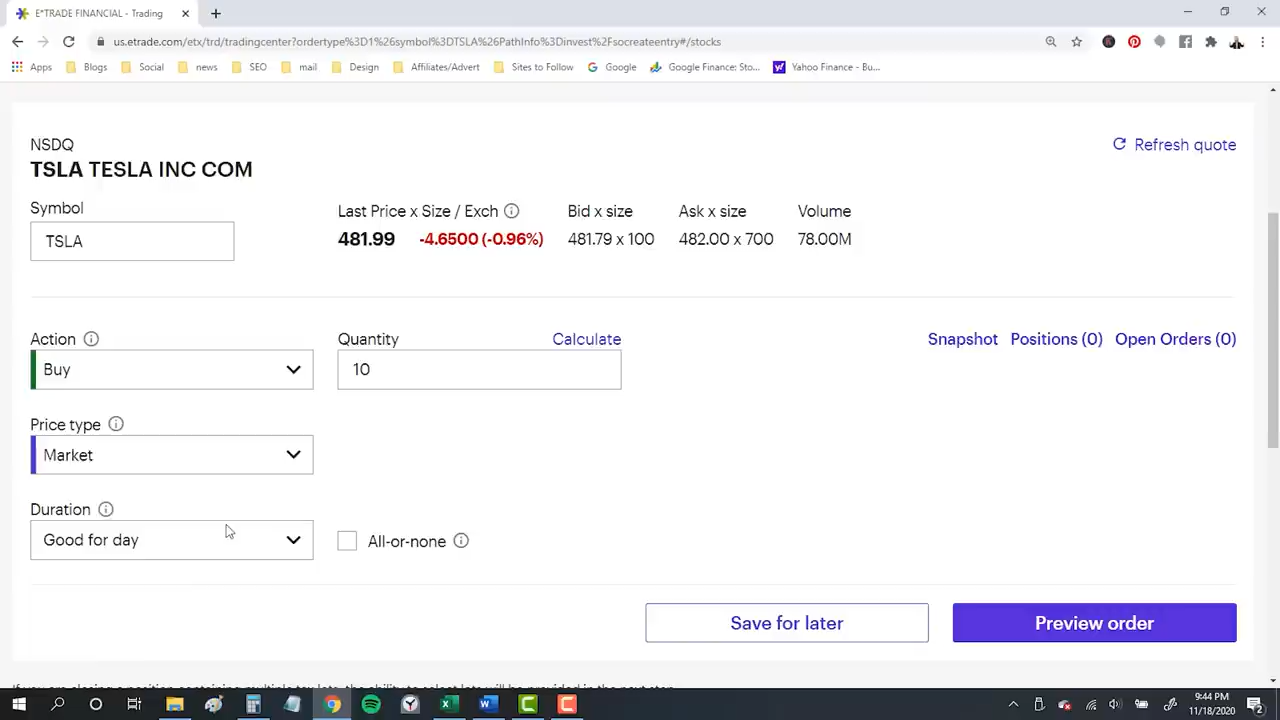 E*TRADE FINANCIAL - Trading
us.etrade.com/etx/trd/tradingcenter?ordertype%3D1%26symbol%3DTSLA%26PathInfo%3Dinvest%2Fsocreateentry#/stocks
Apps Blogs Social news SEO mail Design Affiliates/Advert Sites to Follow Google Google Finance: Sto... Yahoo Finance - Bu...
NSDQ
Refresh quote
TSLA TESLA INC COM
Symbol
Last Price x Size / Exch Bid x size Ask x size Volume
TSLA
481.99 -4.6500 (-0.96%) 481.79 x 100 482.00 x 700 78.00M
Action Quantity Calculate Snapshot Positions (0) Open Orders (0)
Buy 10
Price type
Market
Duration
Good for day All-or-none
Save for later Preview order
9:44 PM
11/18/2020